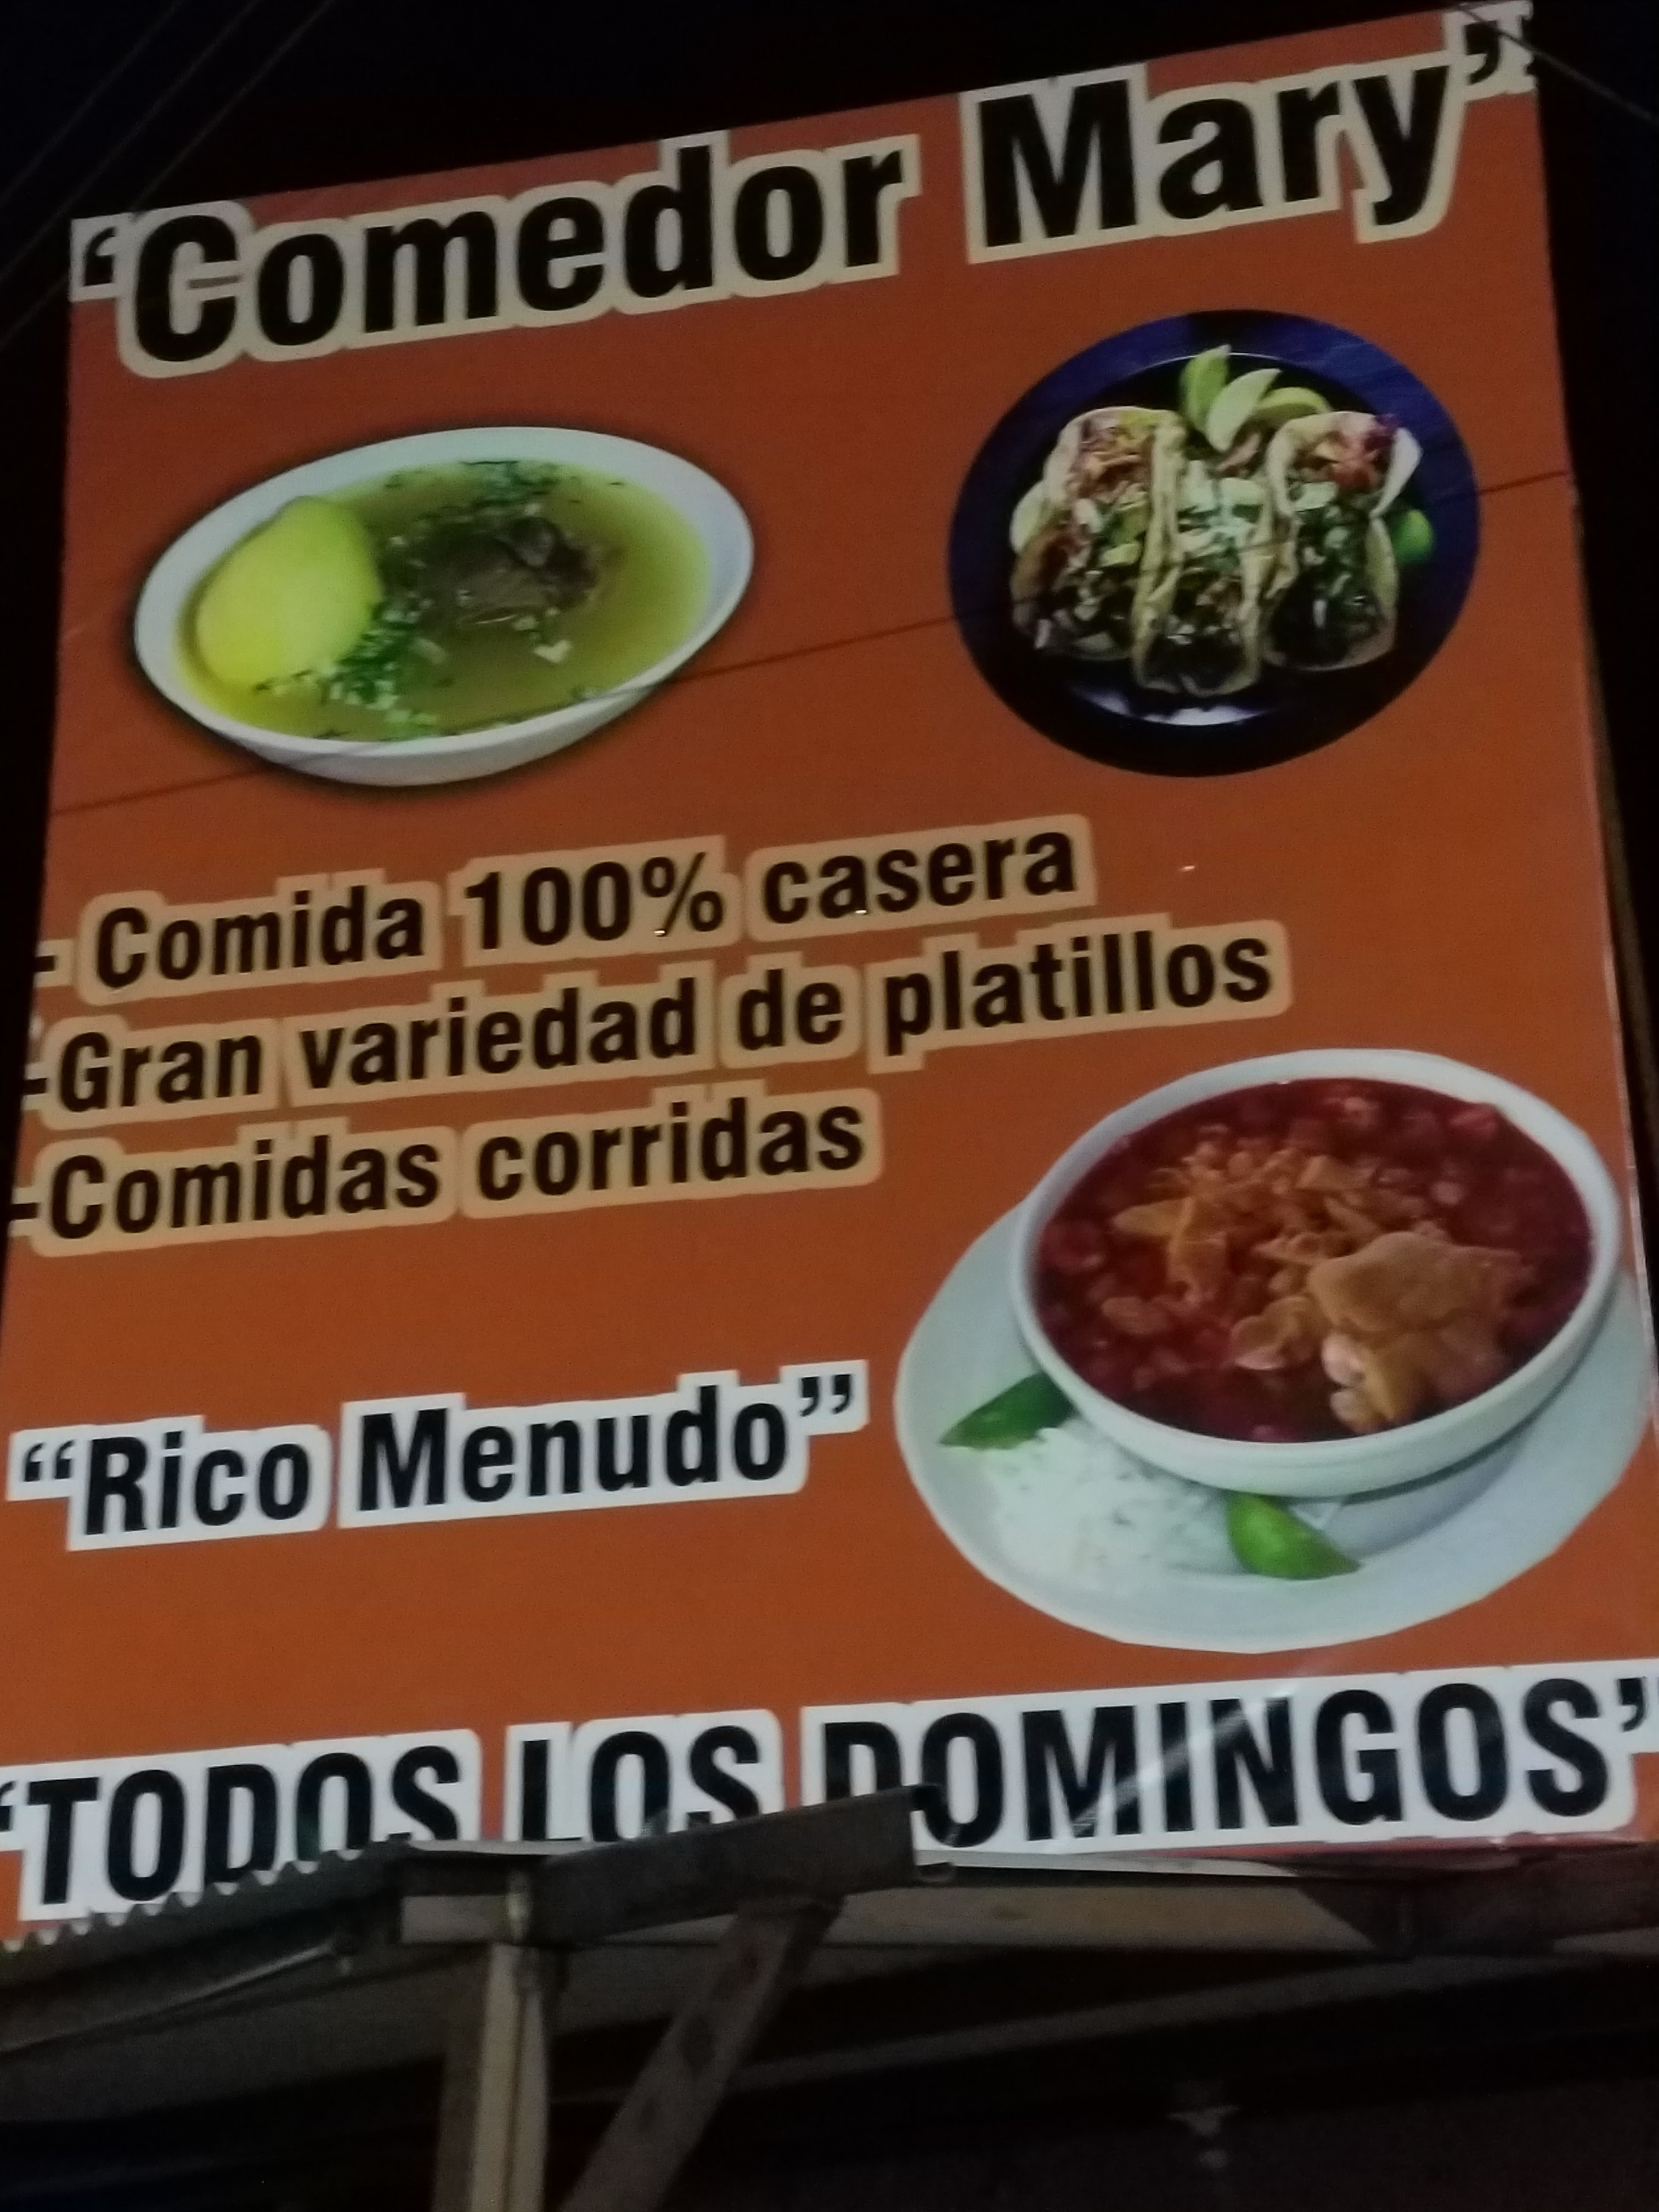 "Comedor Mary"
- Comida 100% casera
-Gran variedad de platillos
-Comidas corridas
“Rico Menudo”
"TODOS LOS DOMINGOS"